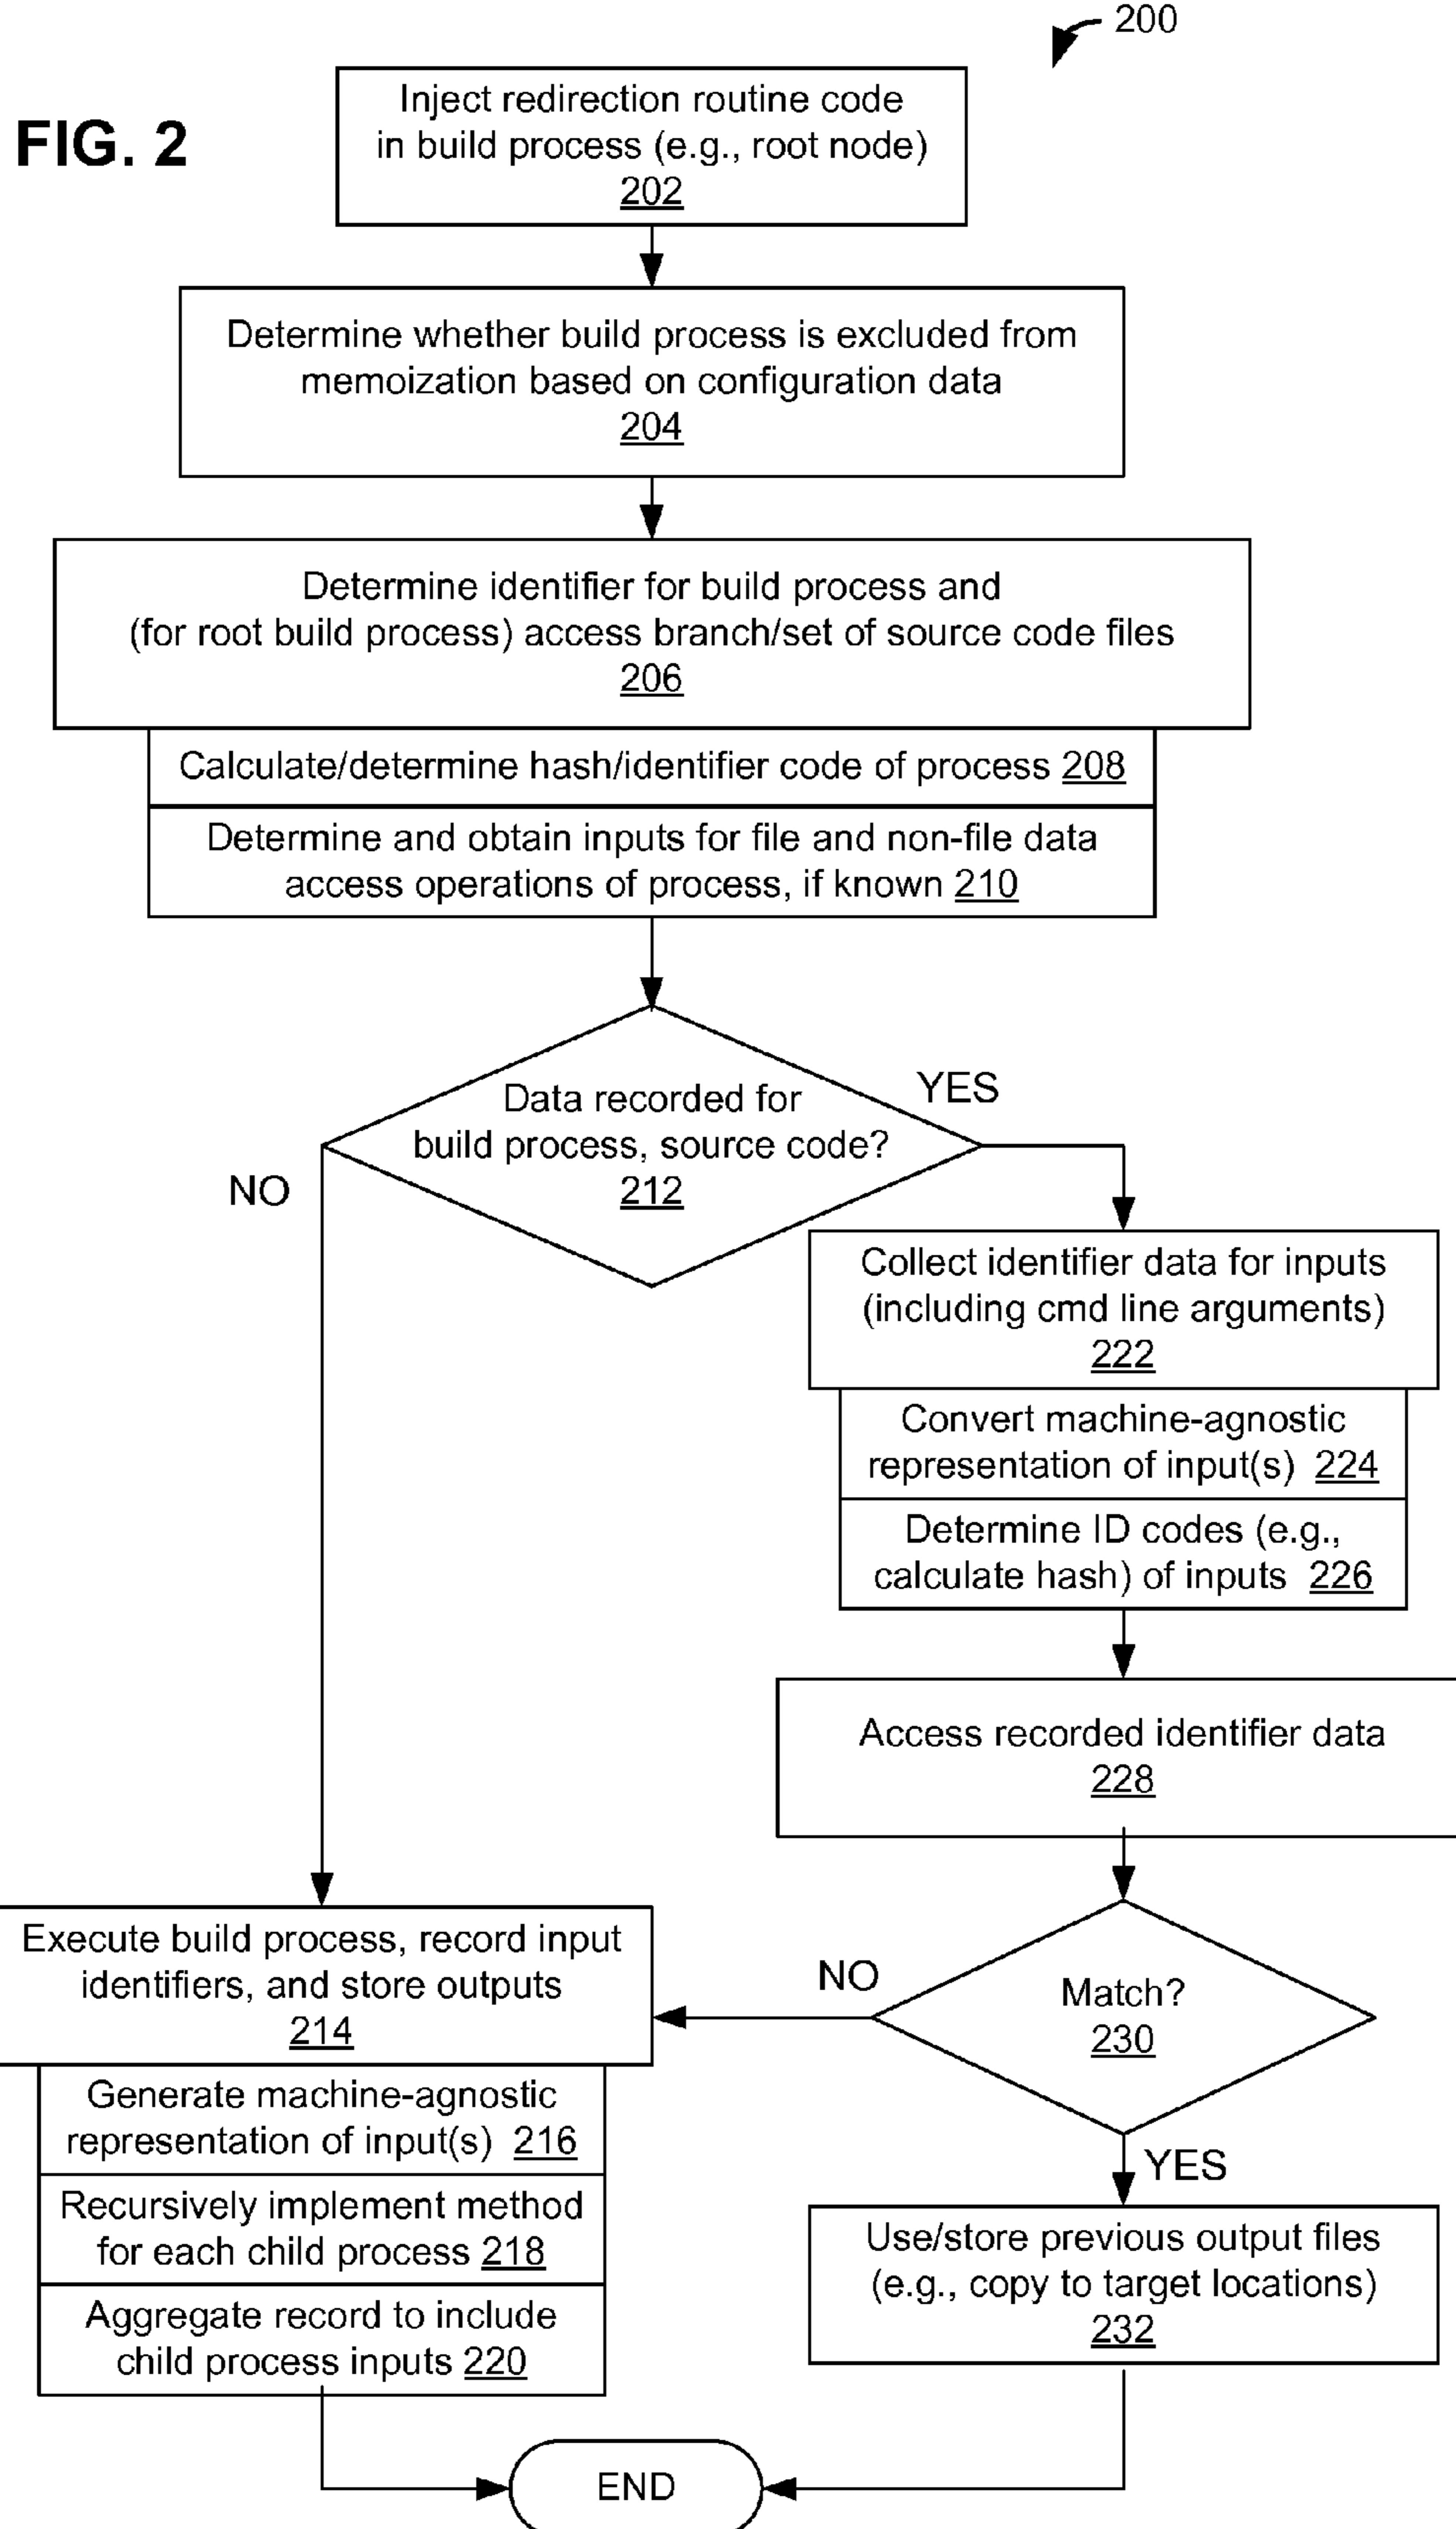 200
FIG. 2
Inject redirection routine code
in build process (e.g., root node)
202
Determine whether build process is excluded from
memoization based on configuration data
204
Determine identifier for build process and
(for root build process) access branch/set of source code files
206
Calculate/determine hash/identifier code of process 208
Determine and obtain inputs for file and non-file data
access operations of process, if known 210
Data recorded for
build process, source code?
212
YES
NO
Collect identifier data for inputs
(including cmd line arguments)
222
Convert machine-agnostic
representation of input(s) 224
Determine ID codes (e.g.,
calculate hash) of inputs 226
Access recorded identifier data
228
Execute build process, record input
identifiers, and store outputs
214
NO
Match?
230
Generate machine-agnostic
representation of input(s) 216
Recursively implement method
for each child process 218
Aggregate record to include
child process inputs 220
YES
Use/store previous output files
(e.g., copy to target locations)
232
END